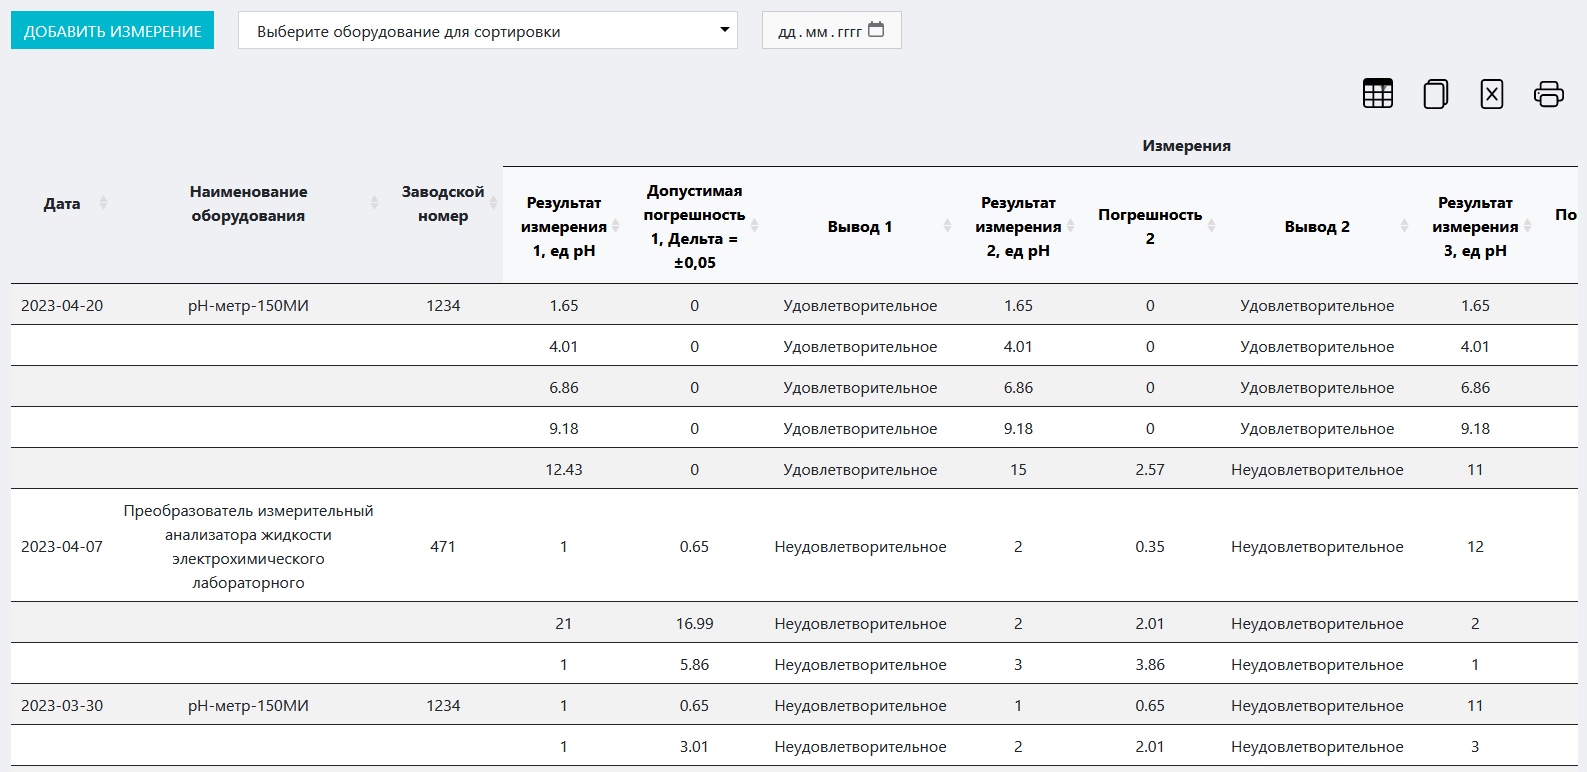 ДОБАВИТЬ ИЗМЕРЕНИЕ
Выберите оборудование для сортировки
дд.мм.гггг
Измерения
Дата
Наименование
оборудования
Заводской
номер
Результат
измерения
1, ед pH
Допустимая
погрешность
1, Дельта =
±0,05
Вывод 1
Результат
измерения
2, ед pH
Погрешность
2
Вывод 2
Результат
измерения
3, ед pH
По
2023-04-20 pH-метр-150МИ 1234 1.65 0 Удовлетворительное 1.65 0 Удовлетворительное 1.65
4.01 0 Удовлетворительное 4.01 0 Удовлетворительное 4.01
6.86 0 Удовлетворительное 6.86 0 Удовлетворительное 6.86
9.18 0 Удовлетворительное 9.18 0 Удовлетворительное 9.18
12.43 0 Удовлетворительное 15 2.57 Неудовлетворительное 11
2023-04-07
Преобразователь измерительный
анализатора жидкости
электрохимического
лабораторного
471 1 0.65 Неудовлетворительное 2 0.35 Неудовлетворительное 12
21 16.99 Неудовлетворительное 2 2.01 Неудовлетворительное 2
1 5.86 Неудовлетворительное 3 3.86 Неудовлетворительное 1
2023-03-30 pH-метр-150МИ 1234 1 0.65 Неудовлетворительное 1 0.65 Неудовлетворительное 11
1 3.01 Неудовлетворительное 2 2.01 Неудовлетворительное 3